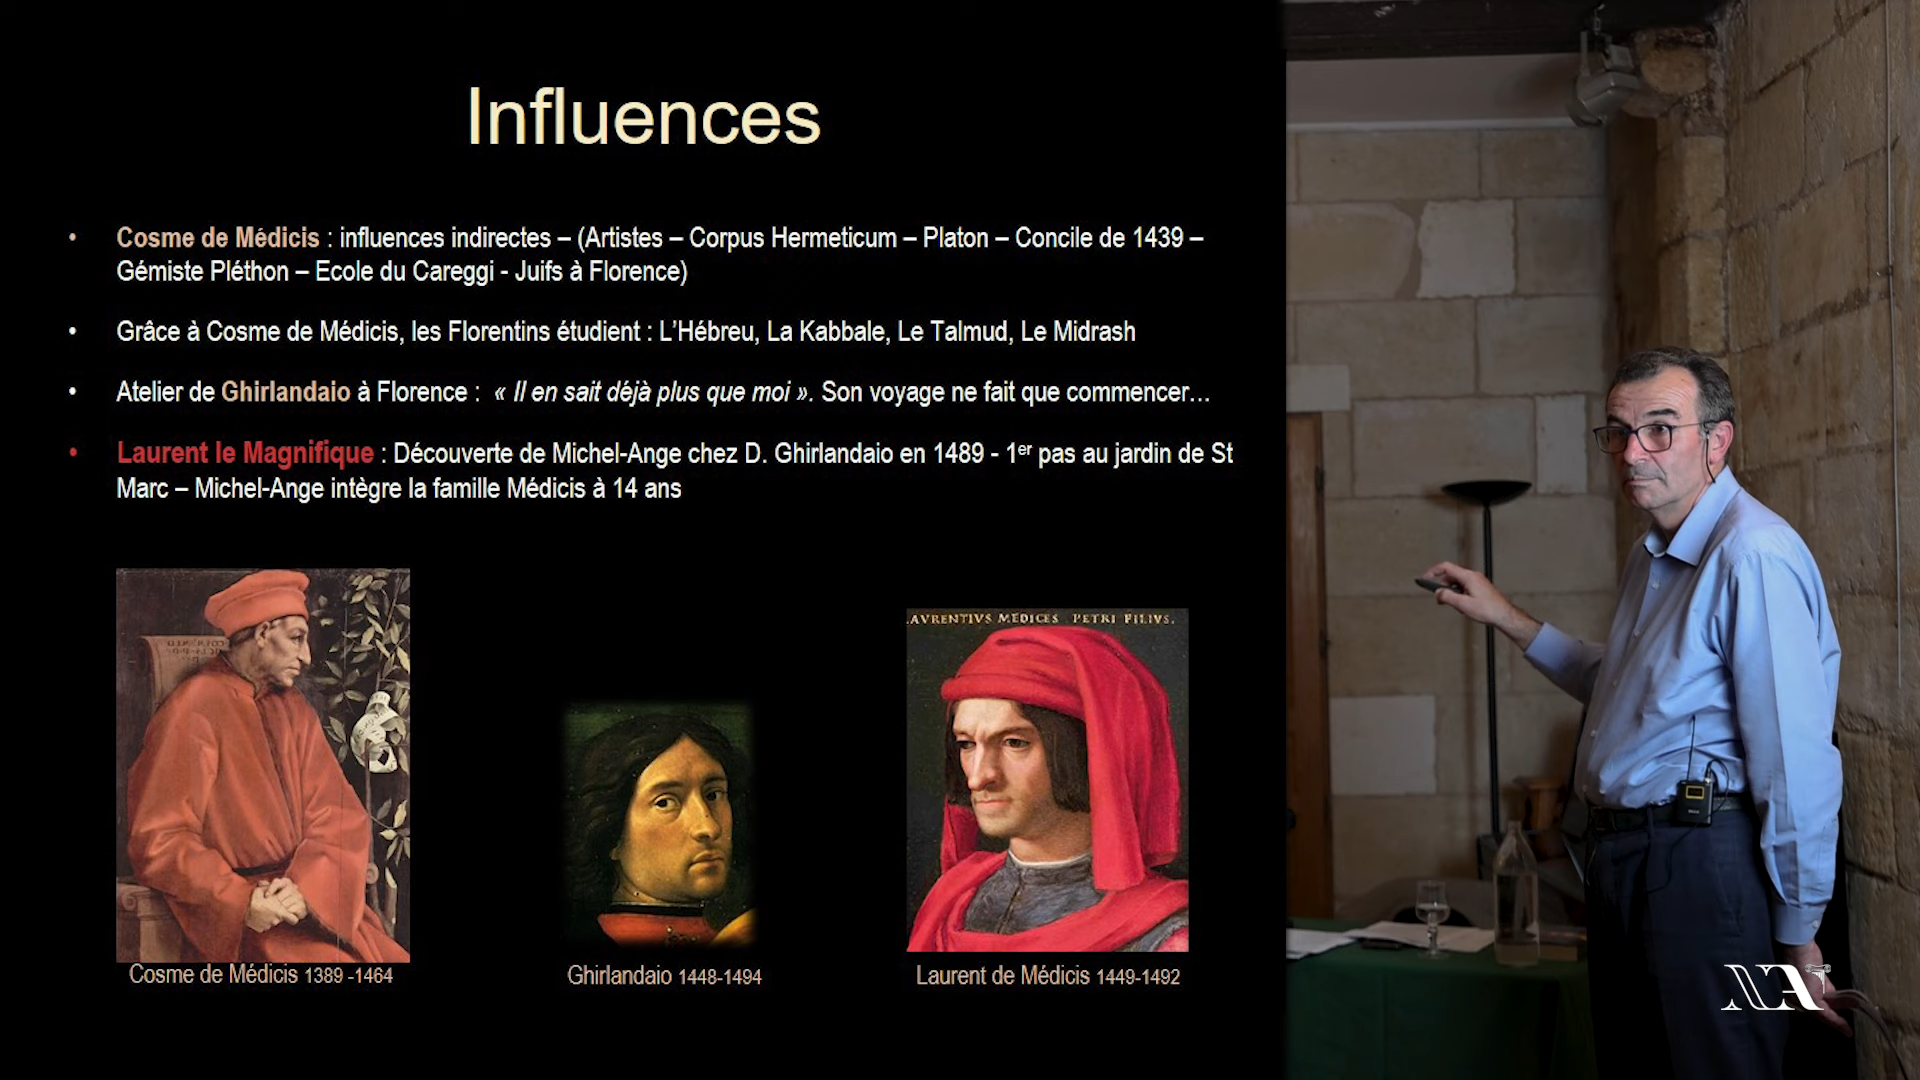 Influences
• Cosme de Médicis : influences indirectes – (Artistes – Corpus Hermeticum – Platon – Concile de 1439 –
Gémiste Pléthon – Ecole du Careggi - Juifs à Florence)
• Grâce à Cosme de Médicis, les Florentins étudient : L’Hébreu, La Kabbale, Le Talmud, Le Midrash
• Atelier de Ghirlandaio à Florence : « Il en sait déjà plus que moi ». Son voyage ne fait que commencer…
• Laurent le Magnifique : Découverte de Michel-Ange chez D. Ghirlandaio en 1489 - 1er pas au jardin de St
Marc – Michel-Ange intègre la famille Médicis à 14 ans
.AVRENTIVS MEDICES PETRI FILIVS.
Cosme de Médicis 1389 -1464
Ghirlandaio 1448-1494
Laurent de Médicis 1449-1492
NA